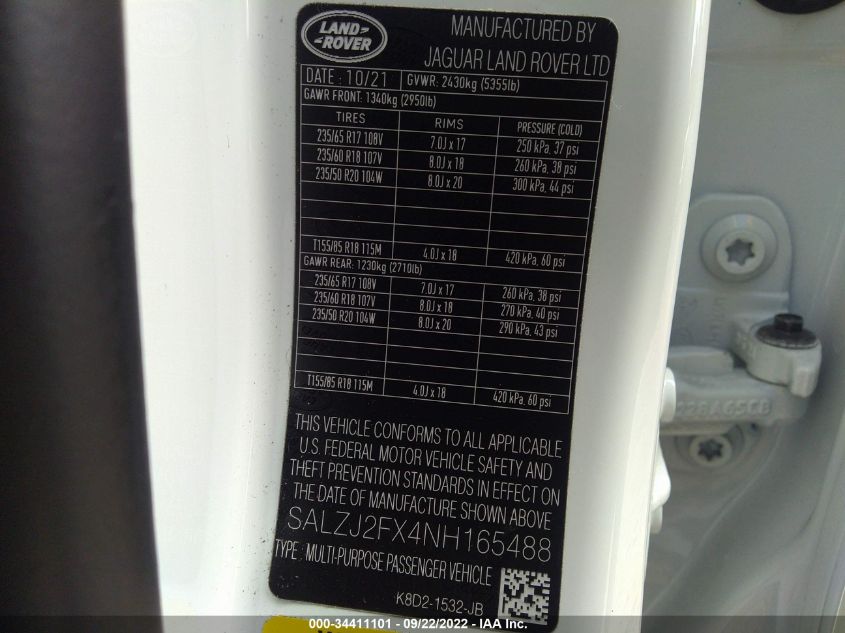 LAND ROVER
MANUFACTURED BY
JAGUAR LAND ROVER LTD
DATE : 10/21 GVWR: 2430kg (5355lb)
GAWR FRONT: 1340kg (2950lb)
TIRES RIMS PRESSURE (COLD)
235/65 R17 108V 7.0J x 17 250 kPa, 37 psi
235/60 R18 107V 8.0J x 18 260 kPa, 38 psi
235/50 R20 104W 8.0J x 20 300 kPa, 44 psi
T155/85 R18 115M 4.0J x 18 420 kPa, 60 psi
GAWR REAR: 1230kg (2710lb)
235/65 R17 108V 7.0J x 17 260 kPa, 38 psi
235/60 R18 107V 8.0J x 18 270 kPa, 40 psi
235/50 R20 104W 8.0J x 20 290 kPa, 43 psi
T155/85 R18 115M 4.0J x 18 420 kPa, 60 psi
THIS VEHICLE CONFORMS TO ALL APPLICABLE
U.S. FEDERAL MOTOR VEHICLE SAFETY AND
THEFT PREVENTION STANDARDS IN EFFECT ON
THE DATE OF MANUFACTURE SHOWN ABOVE
SALZJ2FX4NH165488
TYPE : MULTI-PURPOSE PASSENGER VEHICLE
K8D2-1532-JB
000-34411101 - 09/22/2022 - IAA Inc.